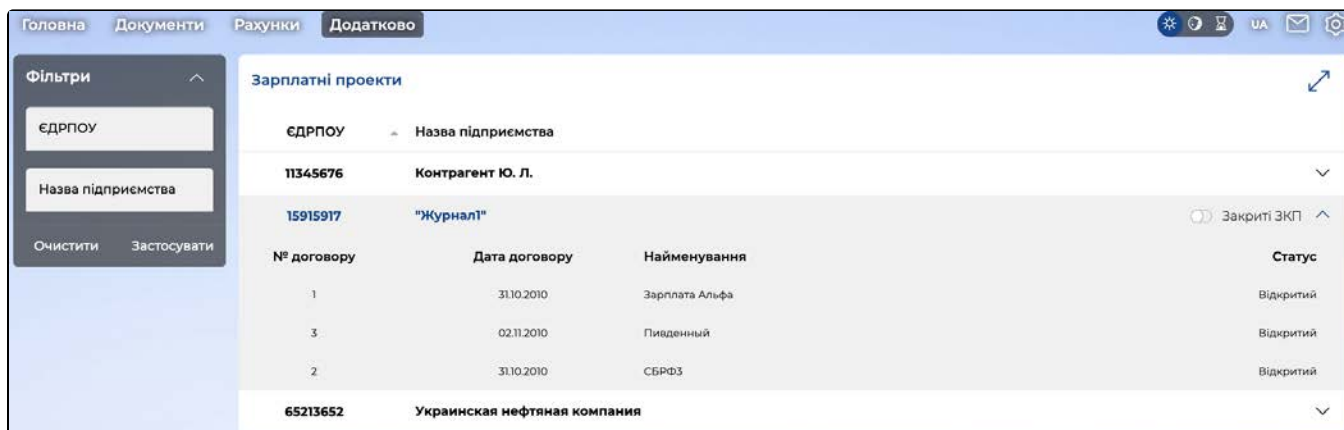 Головна Документи Рахунки Додатково UA
Фільтри
ЄДРПОУ
Назва підприємства
Очистити Застосувати
Зарплатні проекти
ЄДРПОУ Назва підприємства
11345676 Контрагент Ю. Л.
15915917 "Журнал1" Закриті ЗКП
№ договору Дата договору Найменування Статус
1 31.10.2010 Зарплата Альфа Відкритий
3 02.11.2010 Пивденный Відкритий
2 31.10.2010 СБРФЗ Відкритий
65213652 Украинская нефтяная компания